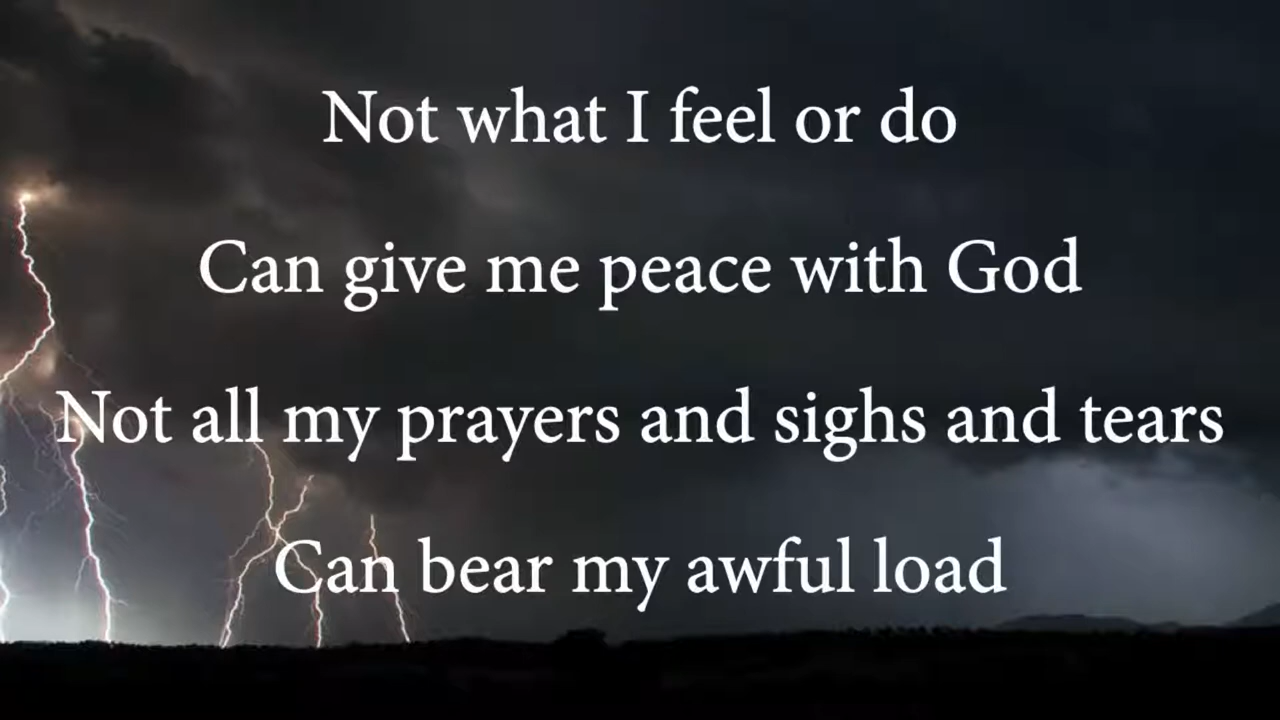 Not what I feel or do
Can give me peace with God
Not all my prayers and sighs and tears
Can bear my awful load